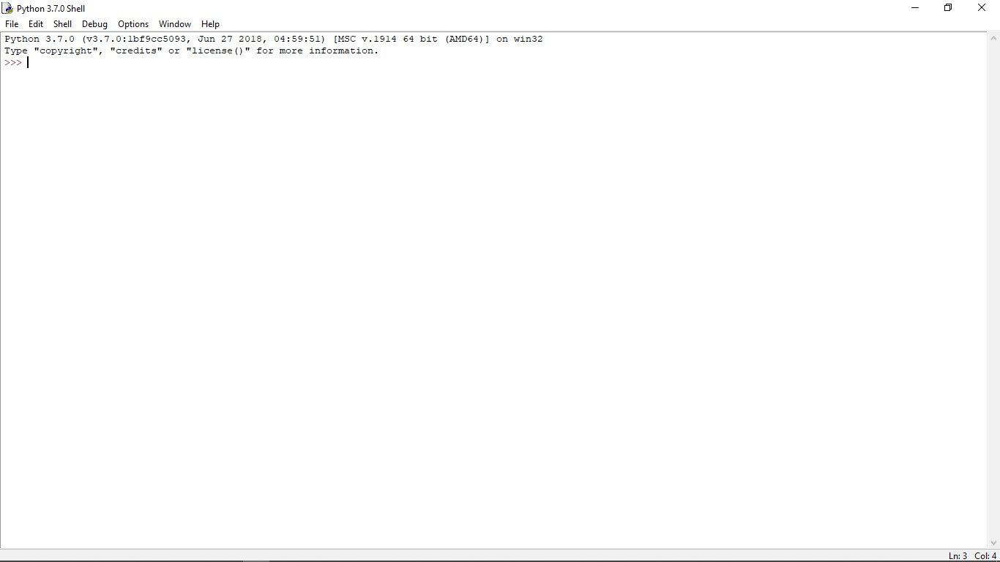 Python 3.7.0 Shell
File Edit Shell Debug Options Window Help
Python 3.7.0 (v3.7.0:1bf9cc5093, Jun 27 2018, 04:59:51) [MSC v.1914 64 bit (AMD64)] on win32
Type "copyright", "credits" or "license()" for more information.
>>>
Ln: 3 Col: 4